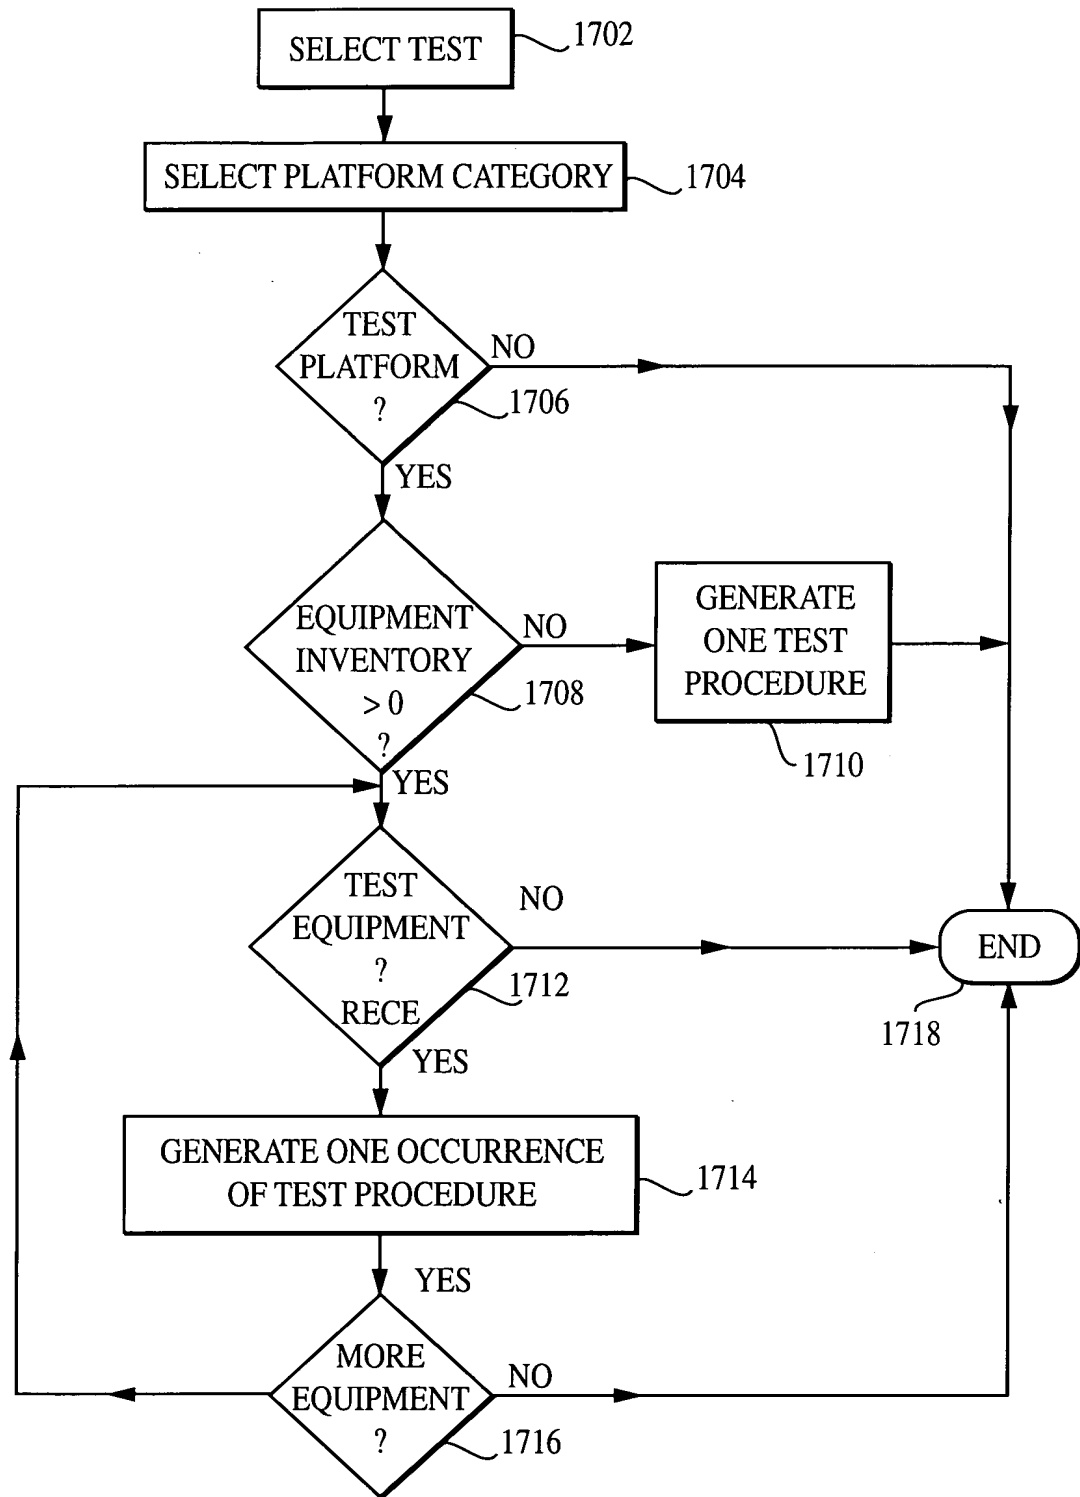 SELECT TEST
1702
SELECT PLATFORM CATEGORY
1704
TEST
PLATFORM
?
NO
1706
YES
EQUIPMENT
INVENTORY
> 0
?
NO
1708
GENERATE
ONE TEST
PROCEDURE
1710
YES
TEST
EQUIPMENT
?
RECE
NO
1712
END
1718
YES
GENERATE ONE OCCURRENCE
OF TEST PROCEDURE
1714
YES
MORE
EQUIPMENT
?
NO
1716